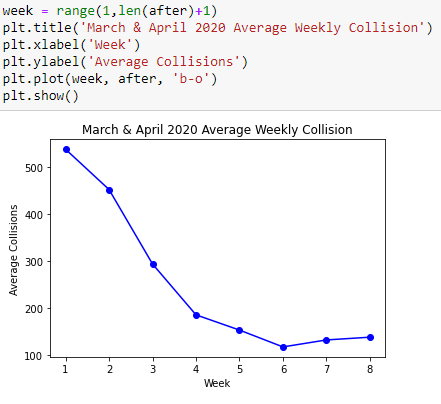 week = range(1,len(after)+1)
plt.title('March & April 2020 Average Weekly Collision')
plt.xlabel('Week')
plt.ylabel('Average Collisions')
plt.plot(week, after, 'b-o')
plt.show()
March & April 2020 Average Weekly Collision
500
400
300
200
100
Average Collisions
1 2 3 4 5 6 7 8
Week